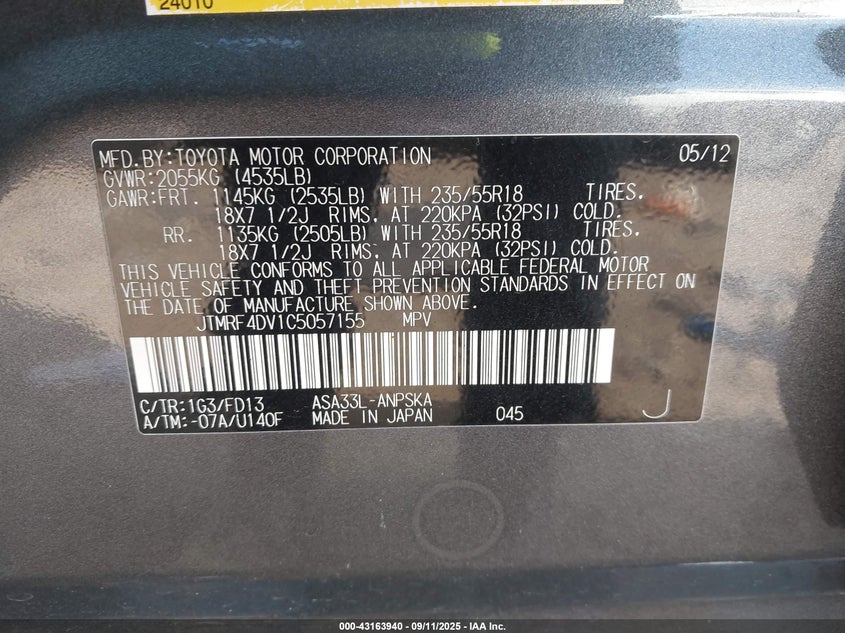 24010
MFD.BY:TOYOTA MOTOR CORPORATION 05/12
GVWR:2055KG (4535LB)
GAWR:FRT. 1145KG (2535LB) WITH 235/55R18 TIRES,
18X7 1/2J RIMS, AT 220KPA (32PSI) COLD.
RR. 1135KG (2505LB) WITH 235/55R18 TIRES,
18X7 1/2J RIMS, AT 220KPA (32PSI) COLD.
THIS VEHICLE CONFORMS TO ALL APPLICABLE FEDERAL MOTOR
VEHICLE SAFETY AND THEFT PREVENTION STANDARDS IN EFFECT ON
THE DATE OF MANUFACTURE SHOWN ABOVE.
JTMRF4DV1C5057155 MPV
C/TR:1G3/FD13 ASA33L-ANPSKA
A/TM:-07A/U140F MADE IN JAPAN 045 J
000-43163940 - 09/11/2025 - IAA Inc.